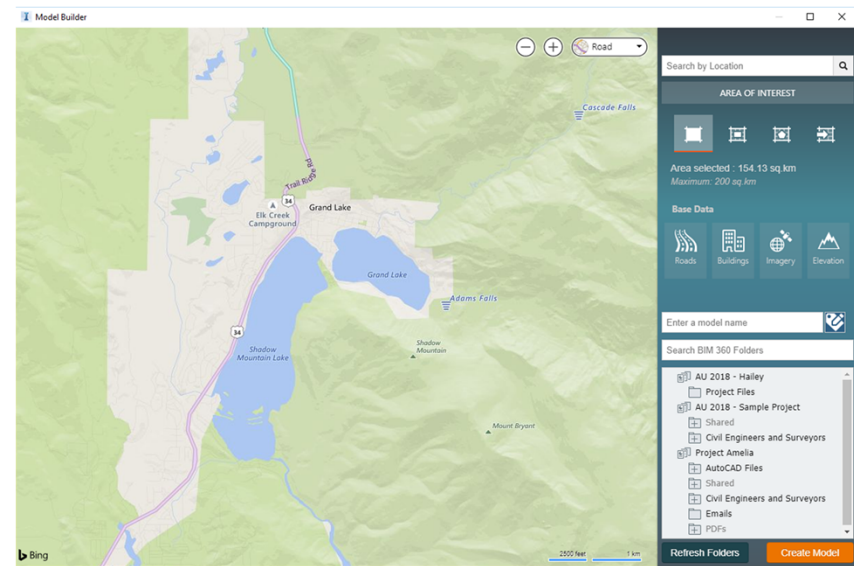 Model Builder
Road
Cascade Falls
Trail Ridge Rd
34
Elk Creek
Campground
Grand Lake
Grand Lake
Adams Falls
34
Shadow
Mountain Lake
Shadow
Mountain
Mount Bryant
Bing
2500 feet
1 km
Search by Location
AREA OF INTEREST
Area selected : 154.13 sq.km
Maximum: 200 sq.km
Base Data
Roads
Buildings
Imagery
Elevation
Enter a model name
Search BIM 360 Folders
AU 2018 - Hailey
Project Files
AU 2018 - Sample Project
Shared
Civil Engineers and Surveyors
Project Amelia
AutoCAD Files
Shared
Civil Engineers and Surveyors
Emails
PDFs
Refresh Folders
Create Model